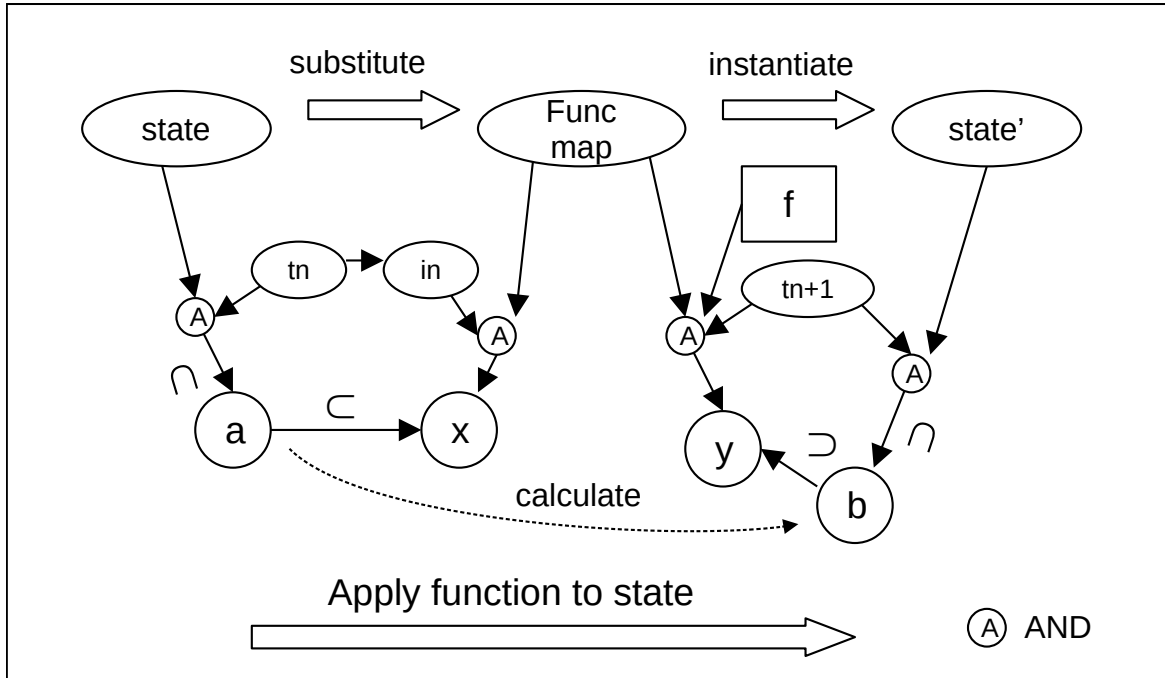 substitute
instantiate
state
Func
map
state’
f
tn
in
tn+1
A
A
A
A
⊂
⊂
a
x
y
⊃
⊂
b
calculate
Apply function to state
A AND